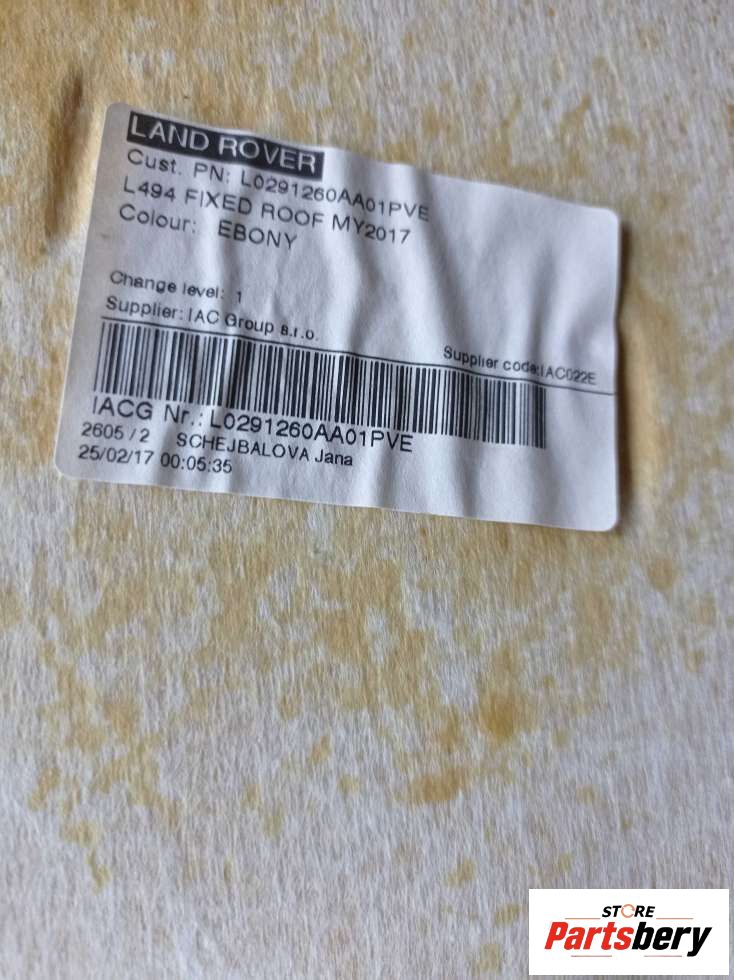 LAND ROVER
Cust. PN: L0291260AA01PVE
L494 FIXED ROOF MY2017
Colour: EBONY
Change level: 1
Supplier: IAC Group s.r.o.
Supplier code:IAC022E
IACG Nr.: L0291260AA01PVE
2605 / 2 SCHEJBALOVA Jana
25/02/17 00:05:35
STORE
Partsbery